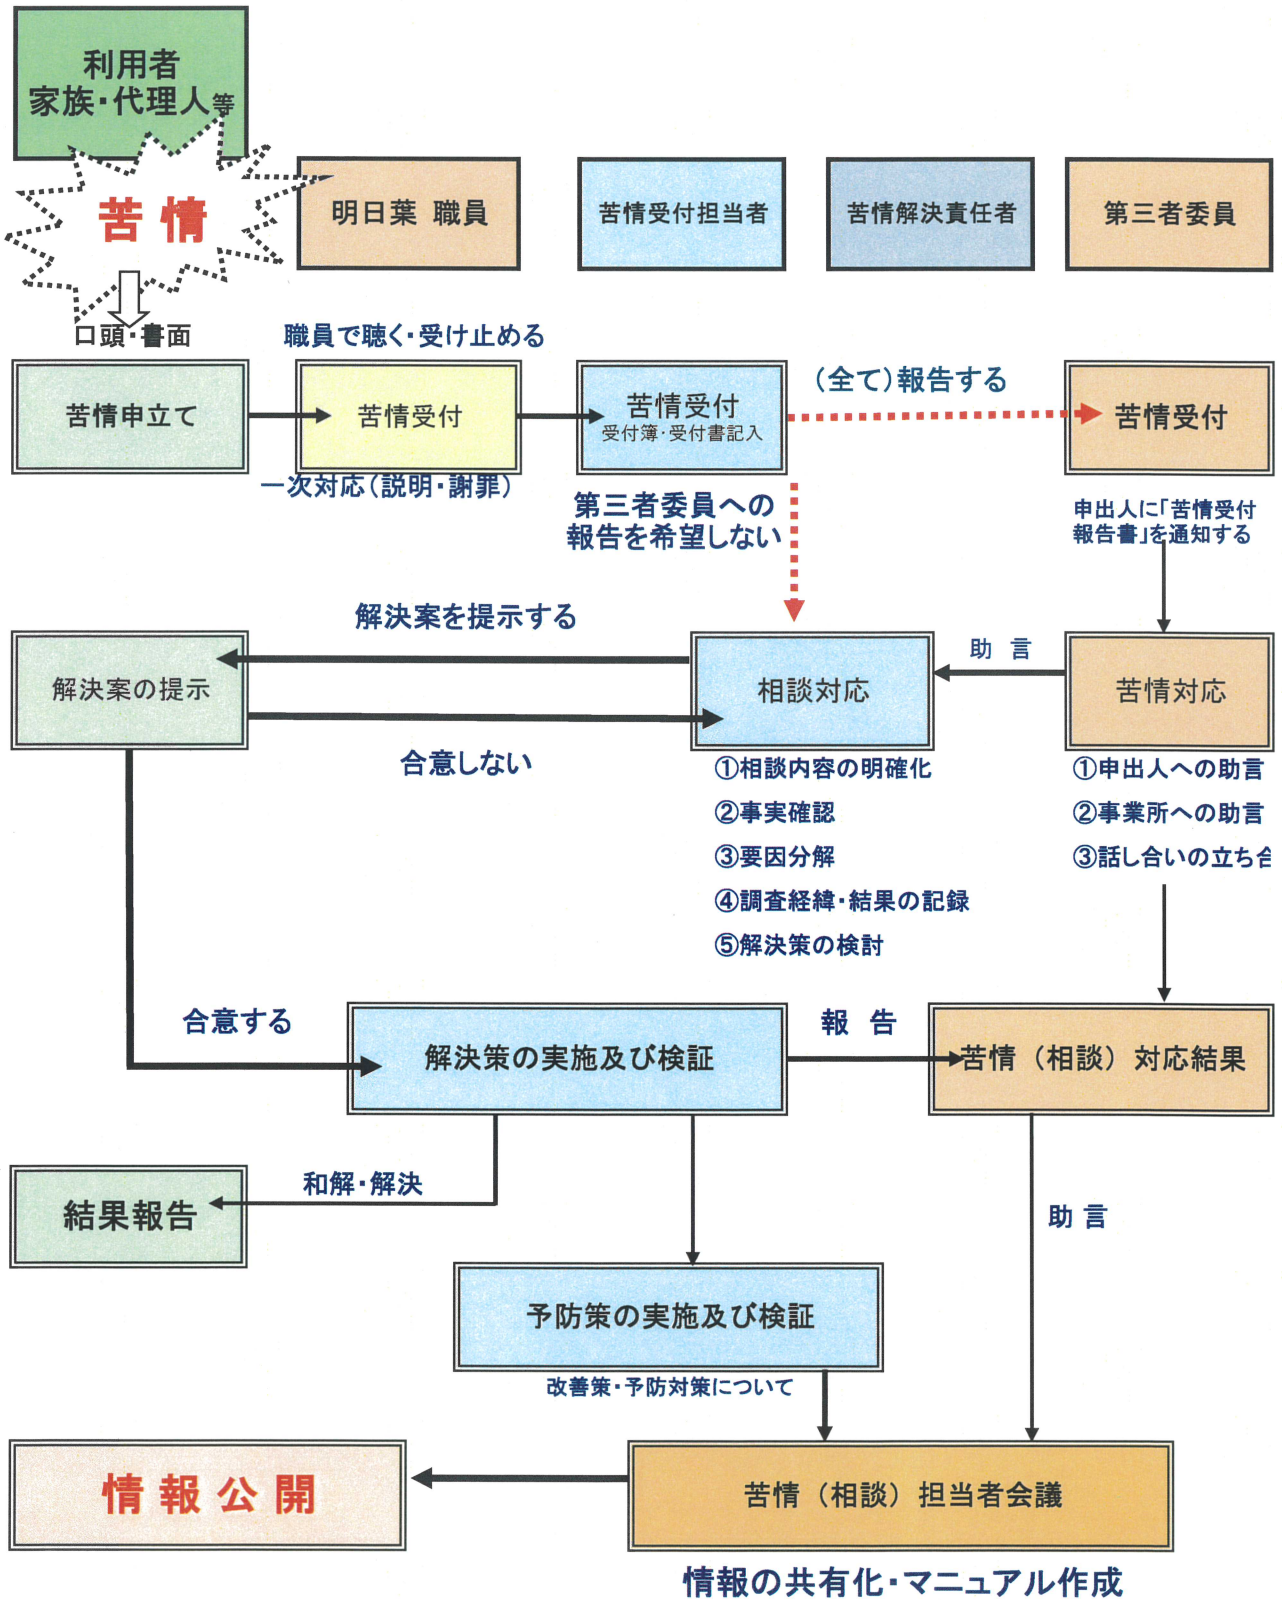 利用者
家族・代理人等
苦 情
明日葉 職員
苦情受付担当者
苦情解決責任者
第三者委員
口頭・書面
職員で聴く・受け止める
苦情申立て
苦情受付
苦情受付
受付簿・受付書記入
(全て)報告する
苦情受付
一次対応(説明・謝罪)
第三者委員への
報告を希望しない
申出人に「苦情受付
報告書」を通知する
解決案を提示する
解決案の提示
相談対応
助 言
苦情対応
合意しない
①相談内容の明確化
②事実確認
③要因分解
④調査経緯・結果の記録
⑤解決策の検討
①申出人への助言
②事業所への助言
③話し合いの立ち合
合意する
解決策の実施及び検証
報 告
苦情(相談)対応結果
和解・解決
結果報告
助 言
予防策の実施及び検証
改善策・予防対策について
情報公開
苦情(相談)担当者会議
情報の共有化・マニュアル作成